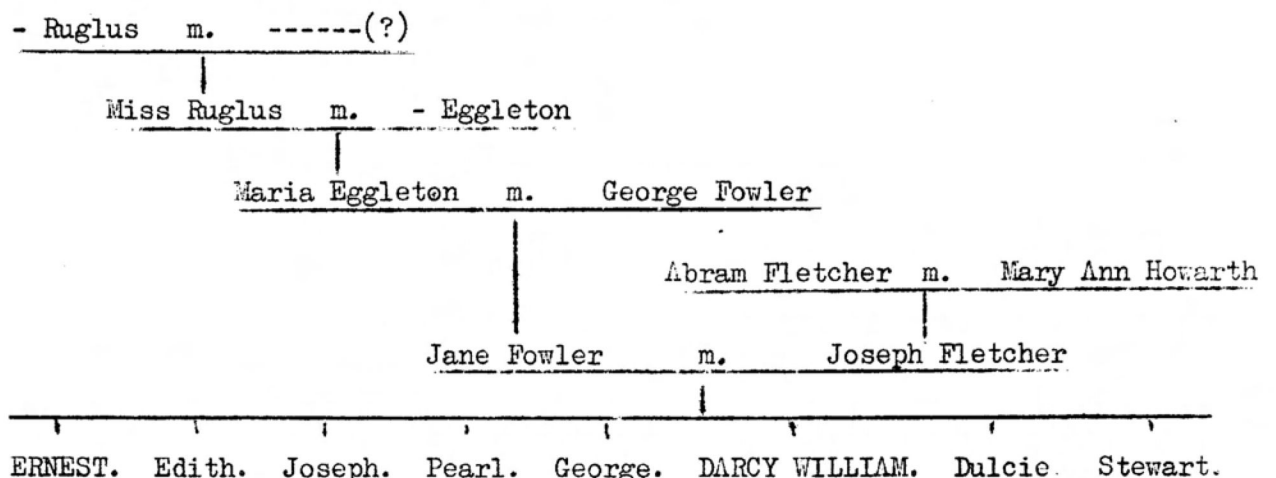 - Ruglus m. ------(?)
Miss Ruglus m. - Eggleton
Maria Eggleton m. George Fowler
Abram Fletcher m. Mary Ann Howarth
Jane Fowler m. Joseph Fletcher
ERNEST. Edith. Joseph. Pearl. George. DARCY WILLIAM. Dulcie. Stewart.